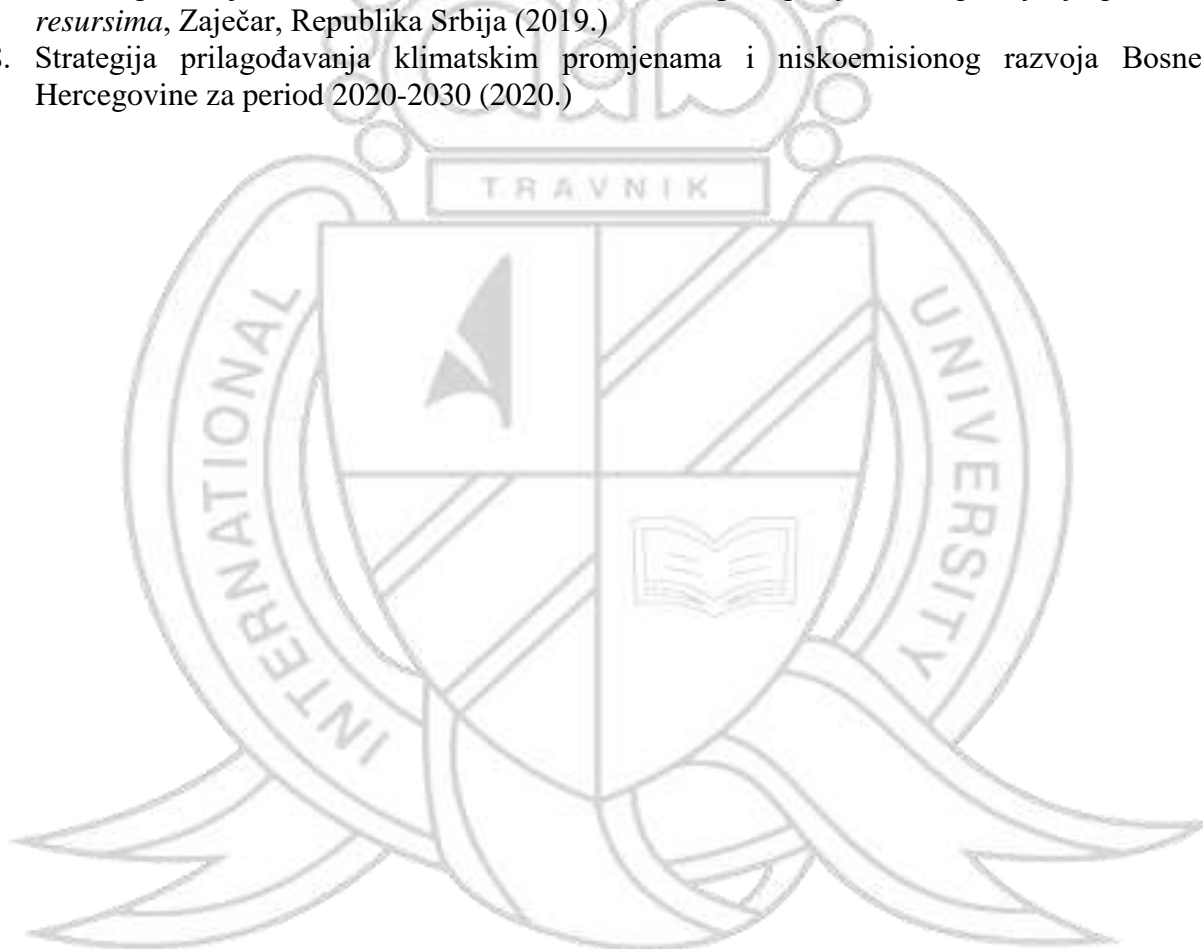 resursima, Zaječar, Republika Srbija (2019.)
Strategija prilagođavanja klimatskim promjenama i niskoemisionog razvoja Bosne
Hercegovine za period 2020-2030 (2020.)
TRAVNIK
INTERNATIONAL
UNIVERSITY